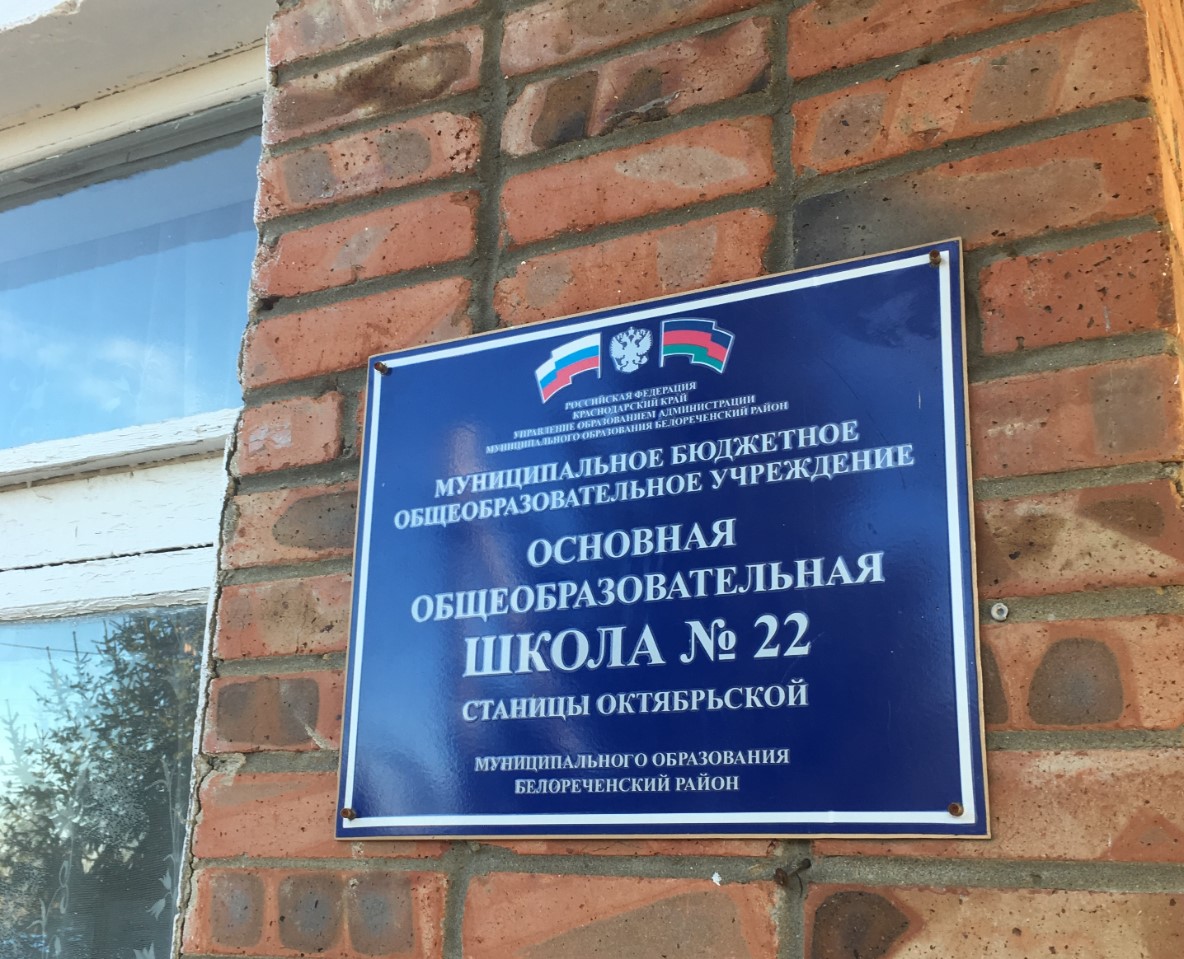 РОССИЙСКАЯ ФЕДЕРАЦИЯ
КРАСНОДАРСКИЙ КРАЙ
УПРАВЛЕНИЕ ОБРАЗОВАНИЕМ АДМИНИСТРАЦИИ
МУНИЦИПАЛЬНОГО ОБРАЗОВАНИЯ БЕЛОРЕЧЕНСКИЙ РАЙОН
МУНИЦИПАЛЬНОЕ БЮДЖЕТНОЕ
ОБЩЕОБРАЗОВАТЕЛЬНОЕ УЧРЕЖДЕНИЕ
ОСНОВНАЯ
ОБЩЕОБРАЗОВАТЕЛЬНАЯ
ШКОЛА № 22
СТАНИЦЫ ОКТЯБРЬСКОЙ
МУНИЦИПАЛЬНОГО ОБРАЗОВАНИЯ
БЕЛОРЕЧЕНСКИЙ РАЙОН